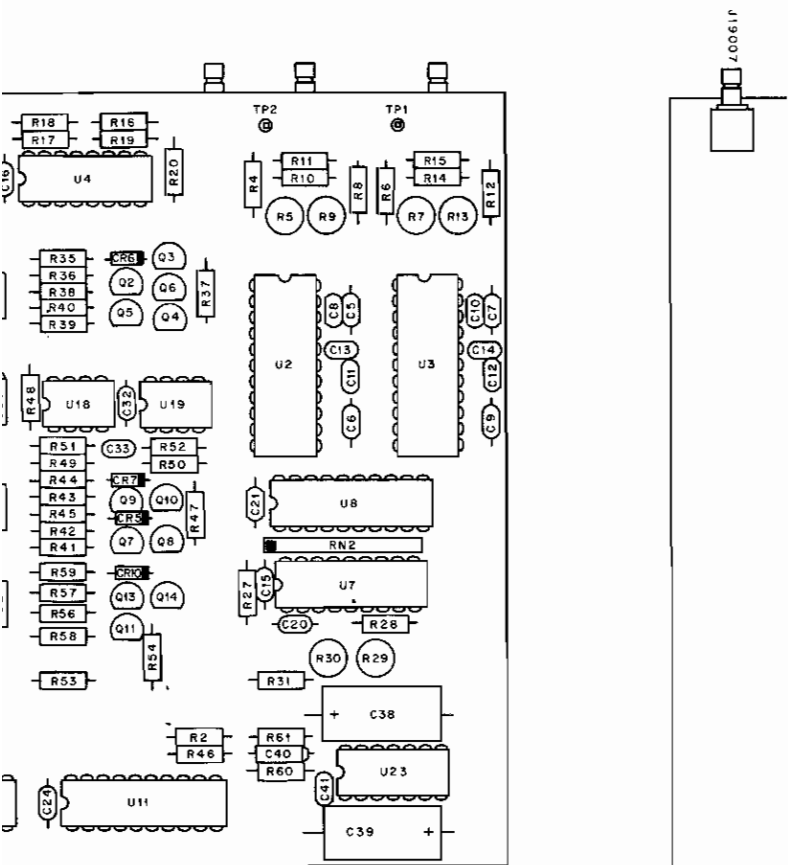 J19007
TP2 TP1
R18 R16
R17 R19
C16 U4 R20
R4 R11 R10 R8 R6 R15 R14 R12
R5 R9 R7 R13
R35 CR6 Q3
R36 Q2 Q6 R37
R38
R40 Q5 Q4
R39
C8 C5 C10 C7
C13 C14
U2 C11 U3 C12
R48 U18 C32 U19
C6 C9
R51 C33 R52
R49 R50
R44 CR7
R43 Q9 Q10 R47
R45 CR5
R42 Q7 Q8
R41
C21 U8
RN2
R59 CR10
R57 Q13 Q14
R56
R58 Q11 R54
R27 C15 U7
C20 R28
R30 R29
R53 R31
+ C38
R2 R61
R46 C40
R60 U23
C24 U11 C41
C39 +